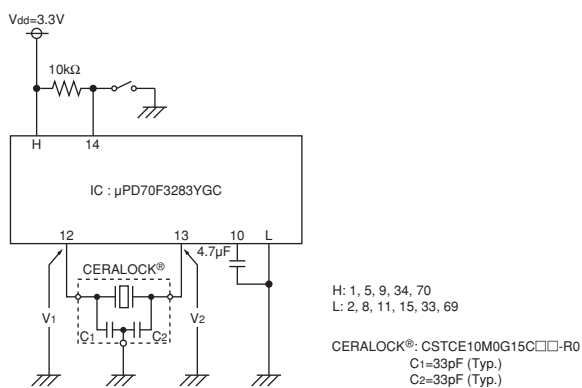 Vdd=3.3V
10kΩ
H
14
IC : μPD70F3283YGC
12
13
10
L
4.7μF
CERALOCK®
V1
C1
C2
V2
H: 1, 5, 9, 34, 70
L: 2, 8, 11, 15, 33, 69
CERALOCK®: CSTCE10M0G15C□□-R0
C1=33pF (Typ.)
C2=33pF (Typ.)